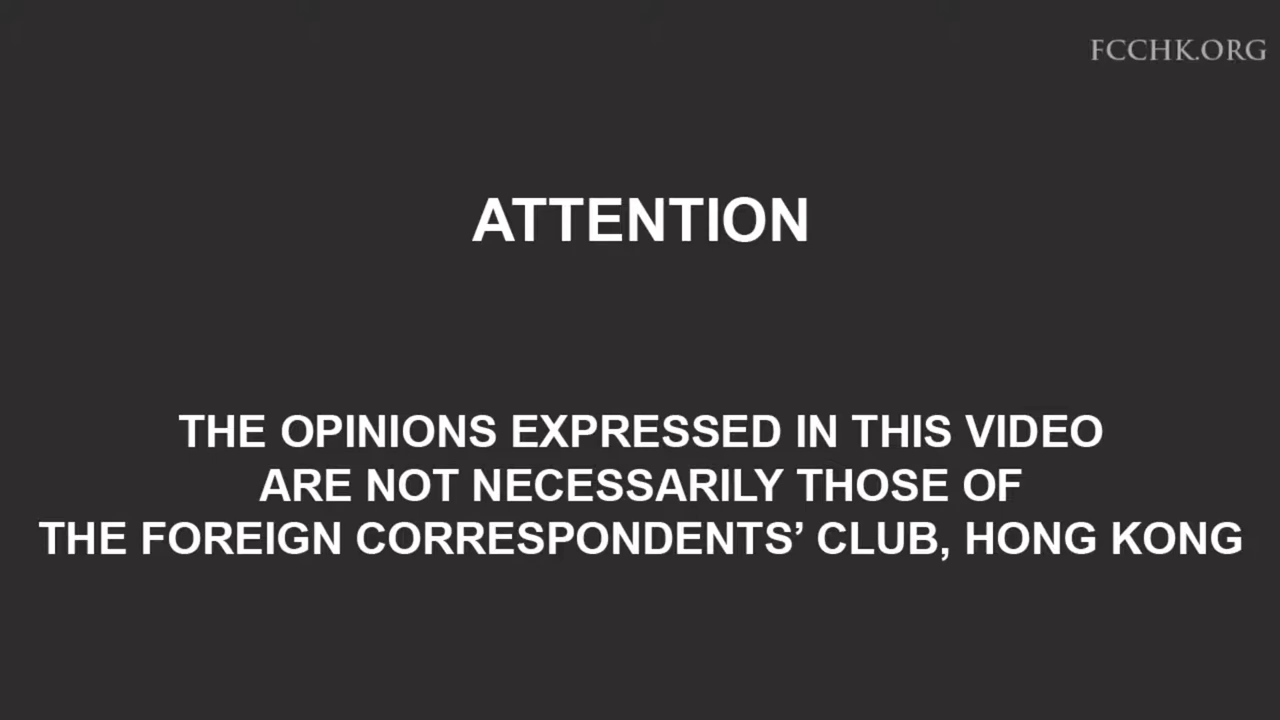 FCCHK.ORG
ATTENTION
THE OPINIONS EXPRESSED IN THIS VIDEO
ARE NOT NECESSARILY THOSE OF
THE FOREIGN CORRESPONDENTS’ CLUB, HONG KONG